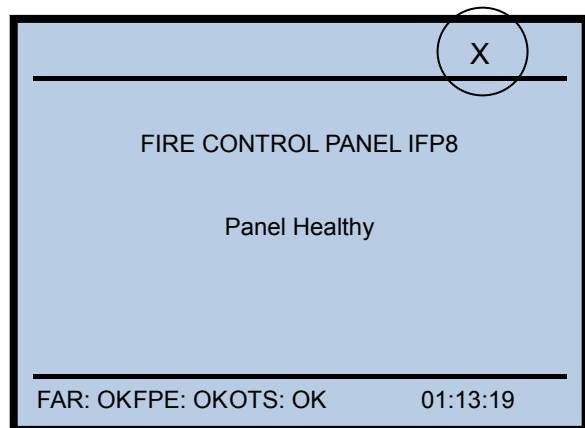 X
FIRE CONTROL PANEL IFP8
Panel Healthy
FAR: OKFPE: OKOTS: OK 01:13:19